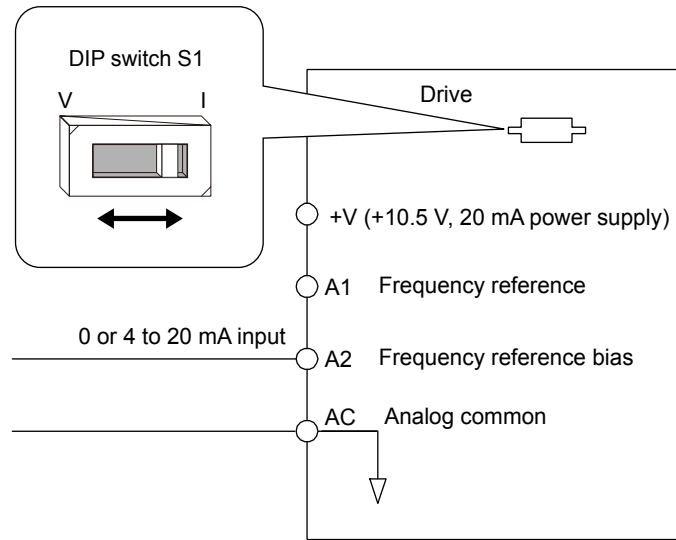 DIP switch S1
V I
Drive
+V (+10.5 V, 20 mA power supply)
A1 Frequency reference
0 or 4 to 20 mA input
A2 Frequency reference bias
AC Analog common